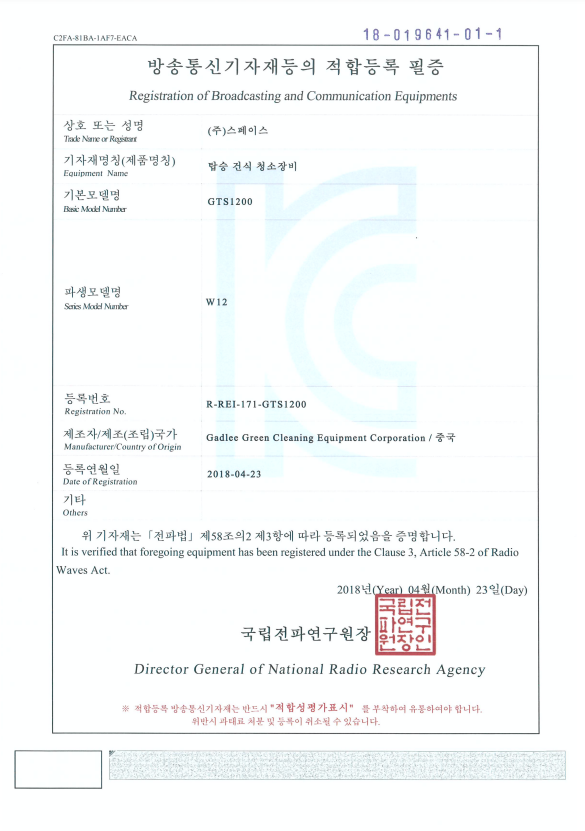 C2FA-81BA-1AF7-EACA
18-019641-01-1
방송통신기자재등의 적합등록 필증
Registration of Broadcasting and Communication Equipments
상호 또는 성명
Trade Name or Registrant
(주)스페이스
기자재명칭(제품명칭)
Equipment Name
탑승 건식 청소장비
기본모델명
Basic Model Number
GTS1200
파생모델명
Series Model Number
W12
등록번호
Registration No.
R-REI-171-GTS1200
제조자/제조(조립)국가
Manufacturer/Country of Origin
Gadlee Green Cleaning Equipment Corporation / 중국
등록연월일
Date of Registration
2018-04-23
기타
Others
위 기자재는「전파법」제58조의2 제3항에 따라 등록되었음을 증명합니다.
It is verified that foregoing equipment has been registered under the Clause 3, Article 58-2 of Radio
Waves Act.
2018년(Year) 04월(Month) 23일(Day)
국립전파연구원장
국립전
파연구
원장인
Director General of National Radio Research Agency
※ 적합등록 방송통신기자재는 반드시 "적합성평가표시" 를 부착하여 유통하여야 합니다.
위반시 과태료 처분 및 등록이 취소될 수 있습니다.